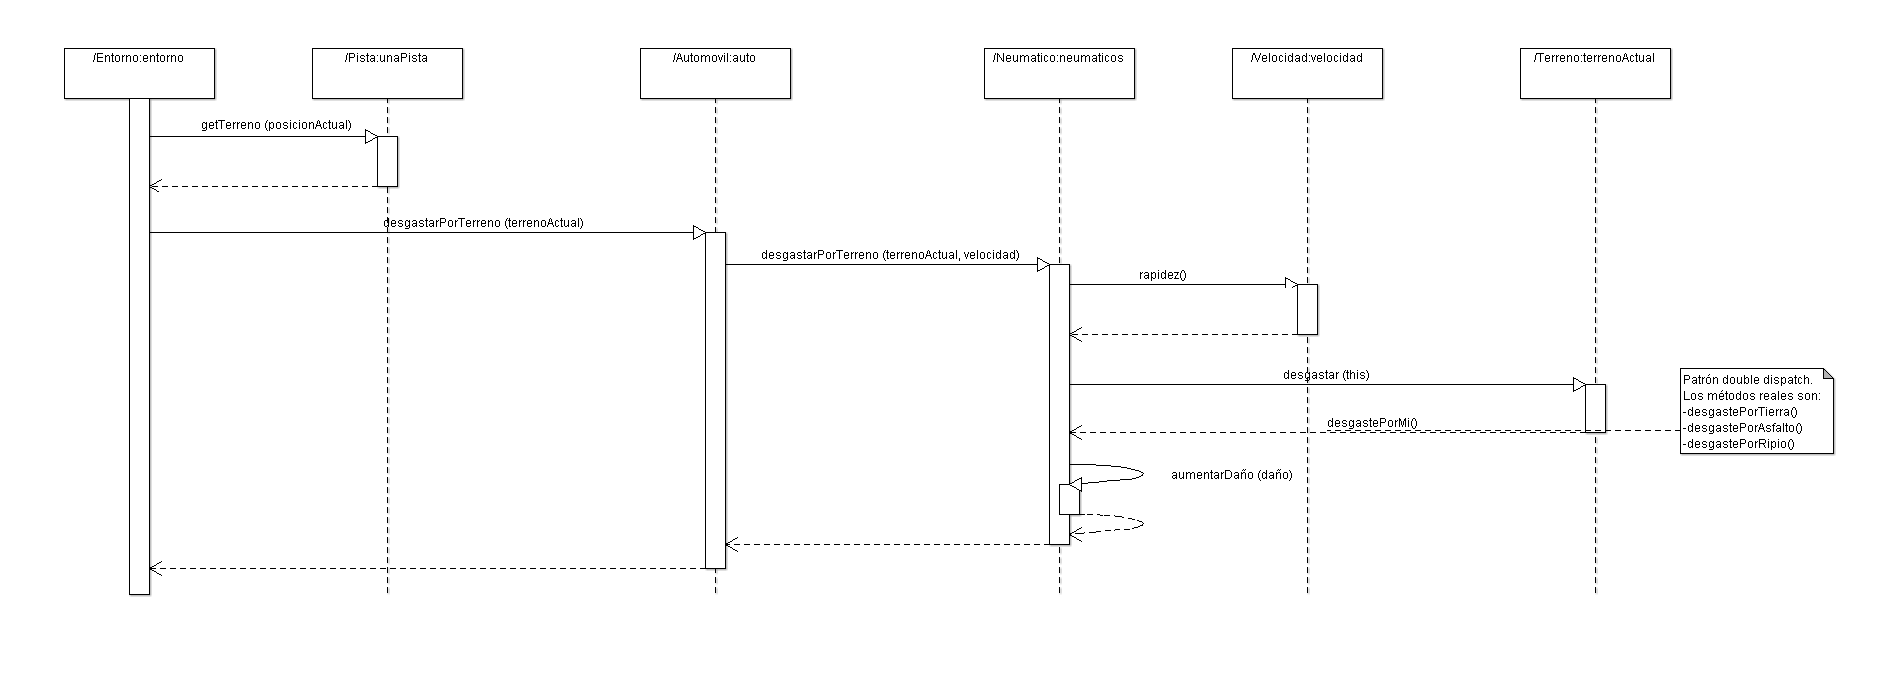 /Entorno:entorno
/Pista:unaPista
/Automovil:auto
/Neumatico:neumaticos
/Velocidad:velocidad
/Terreno:terrenoActual
getTerreno (posicionActual)
desgastarPorTerreno (terrenoActual)
desgastarPorTerreno (terrenoActual, velocidad)
rapidez()
desgastar (this)
Patrón double dispatch.
Los métodos reales son:
-desgastePorTierra()
-desgastePorAsfalto()
-desgastePorRipio()
desgastePorMi()
aumentarDaño (daño)